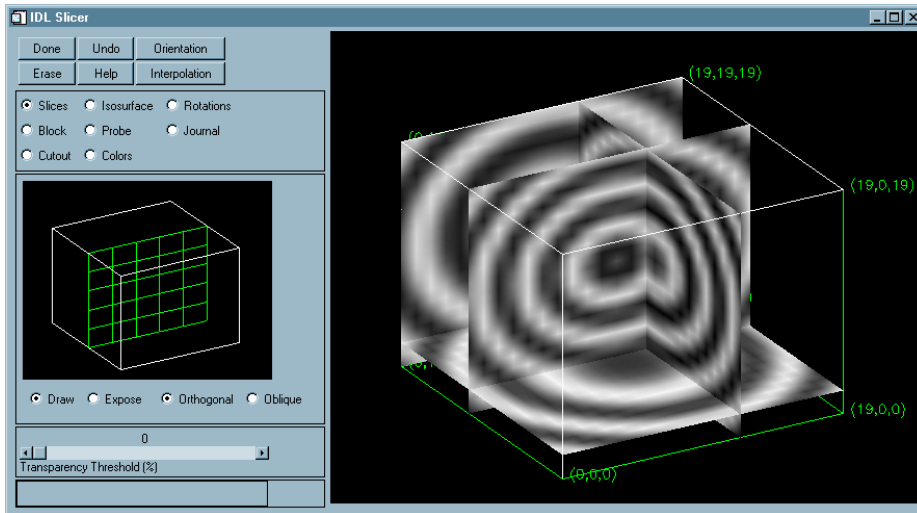 IDL Slicer
Done Undo Orientation
Erase Help Interpolation
Slices Isosurface Rotations
Block Probe Journal
Cutout Colors
Draw Expose Orthogonal Oblique
0
Transparency Threshold (%)
(19,19,19)
(19,0,19)
(19,0,0)
(0,0,0)